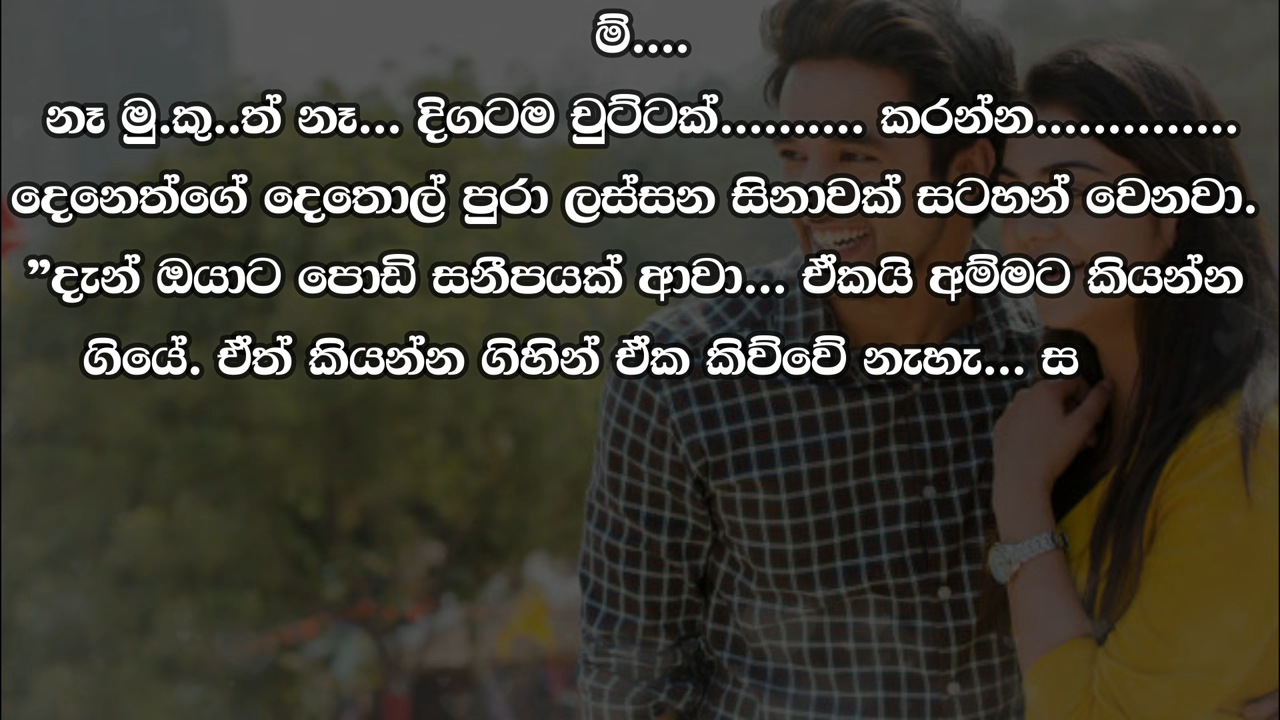 ම්....
නෑ මු.කු..ත් නෑ... දිගටම චුට්ටක්.......... කරන්න..............
දෙනෙත්ගේ දෙතොල් පුරා ලස්සන සිනාවක් සටහන් වෙනවා.
”දැන් ඔයාට පොඩි සනීපයක් ආවා... ඒකයි අම්මට කියන්න
ගියේ. ඒත් කියන්න ගිහින් ඒක කිව්වේ නැහැ... ස